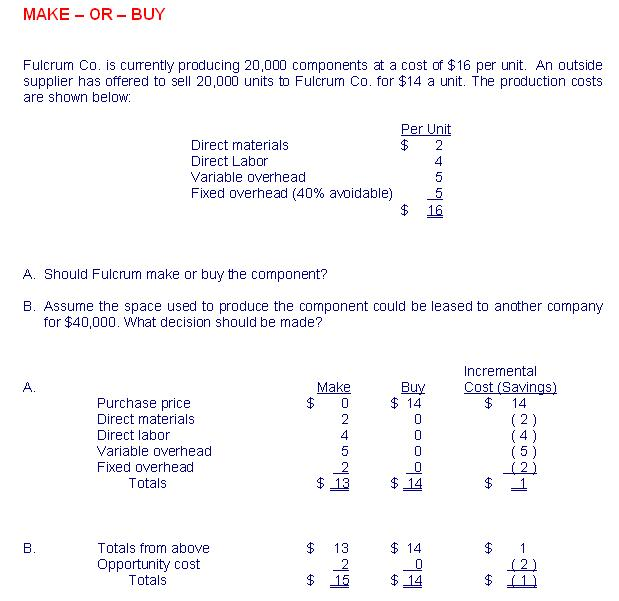 MAKE – OR – BUY
Fulcrum Co. is currently producing 20,000 components at a cost of $16 per unit. An outside
supplier has offered to sell 20,000 units to Fulcrum Co. for $14 a unit. The production costs
are shown below:
Per Unit
Direct materials $ 2
Direct Labor 4
Variable overhead 5
Fixed overhead (40% avoidable) 5
$ 16
A. Should Fulcrum make or buy the component?
B. Assume the space used to produce the component could be leased to another company
for $40,000. What decision should be made?
Incremental
A. Make Buy Cost (Savings)
Purchase price $ 0 $ 14 $ 14
Direct materials 2 0 ( 2 )
Direct labor 4 0 ( 4 )
Variable overhead 5 0 ( 5 )
Fixed overhead 2 0 ( 2 )
Totals $ 13 $ 14 $ 1
B. Totals from above $ 13 $ 14 $ 1
Opportunity cost 2 0 ( 2 )
Totals $ 15 $ 14 $ ( 1 )